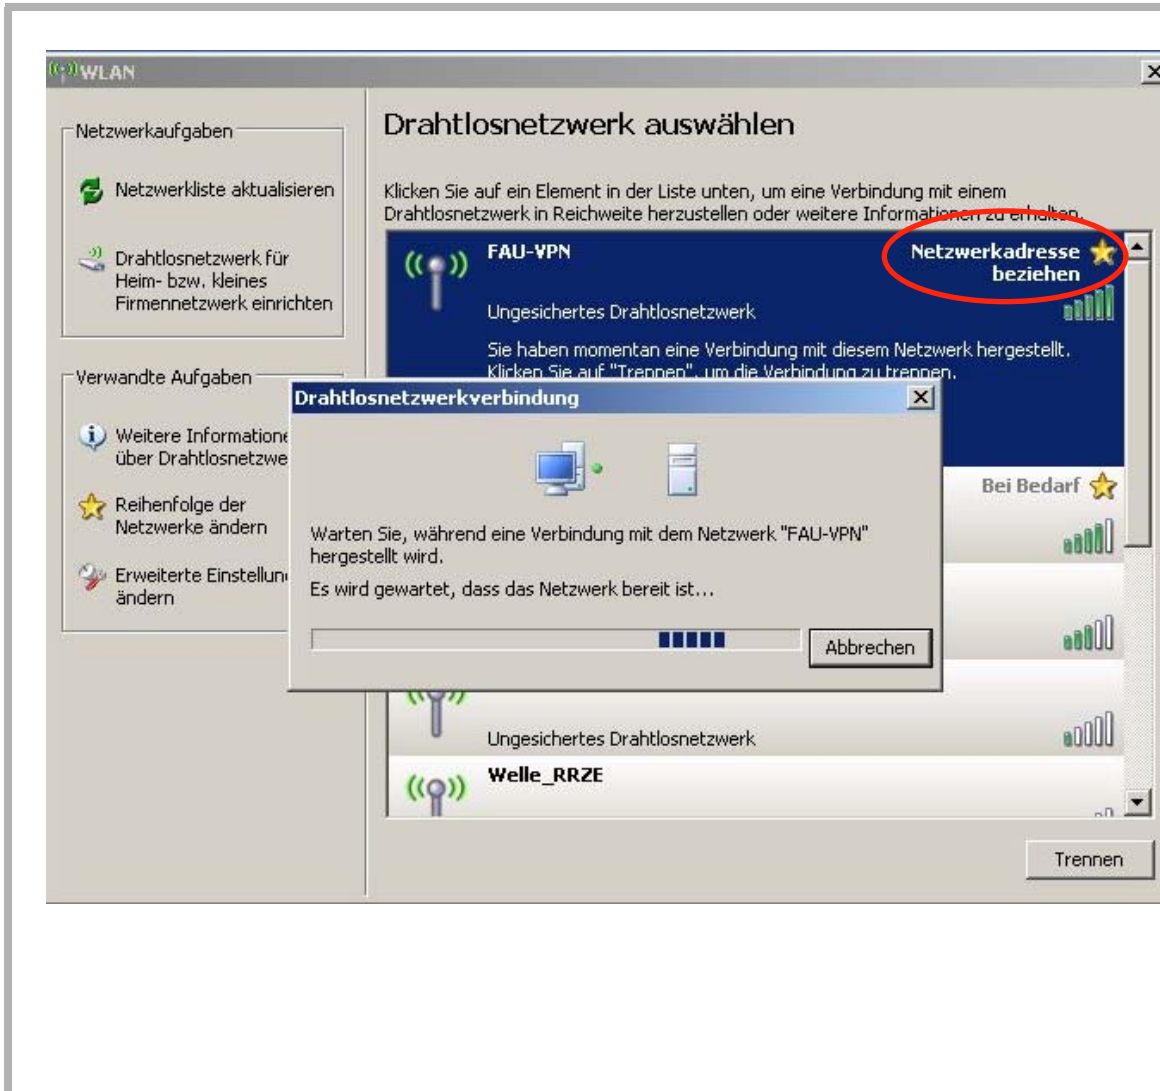 WLAN
Netzwerkaufgaben
Netzwerkliste aktualisieren
Drahtlosnetzwerk für
Heim- bzw. kleines
Firmennetzwerk einrichten
Verwandte Aufgaben
Weitere Informatione
über Drahtlosnetzwe
Reihenfolge der
Netzwerke ändern
Erweiterte Einstellun
ändern
Drahtlosnetzwerk auswählen
Klicken Sie auf ein Element in der Liste unten, um eine Verbindung mit einem
Drahtlosnetzwerk in Reichweite herzustellen oder weitere Informationen zu erhalten.
FAU-VPN
Netzwerkadresse
beziehen
Ungesichertes Drahtlosnetzwerk
Sie haben momentan eine Verbindung mit diesem Netzwerk hergestellt.
Klicken Sie auf "Trennen", um die Verbindung zu trennen.
Bei Bedarf
Drahtlosnetzwerkverbindung
Warten Sie, während eine Verbindung mit dem Netzwerk "FAU-VPN"
hergestellt wird.
Es wird gewartet, dass das Netzwerk bereit ist...
Abbrechen
Ungesichertes Drahtlosnetzwerk
Welle_RRZE
Trennen